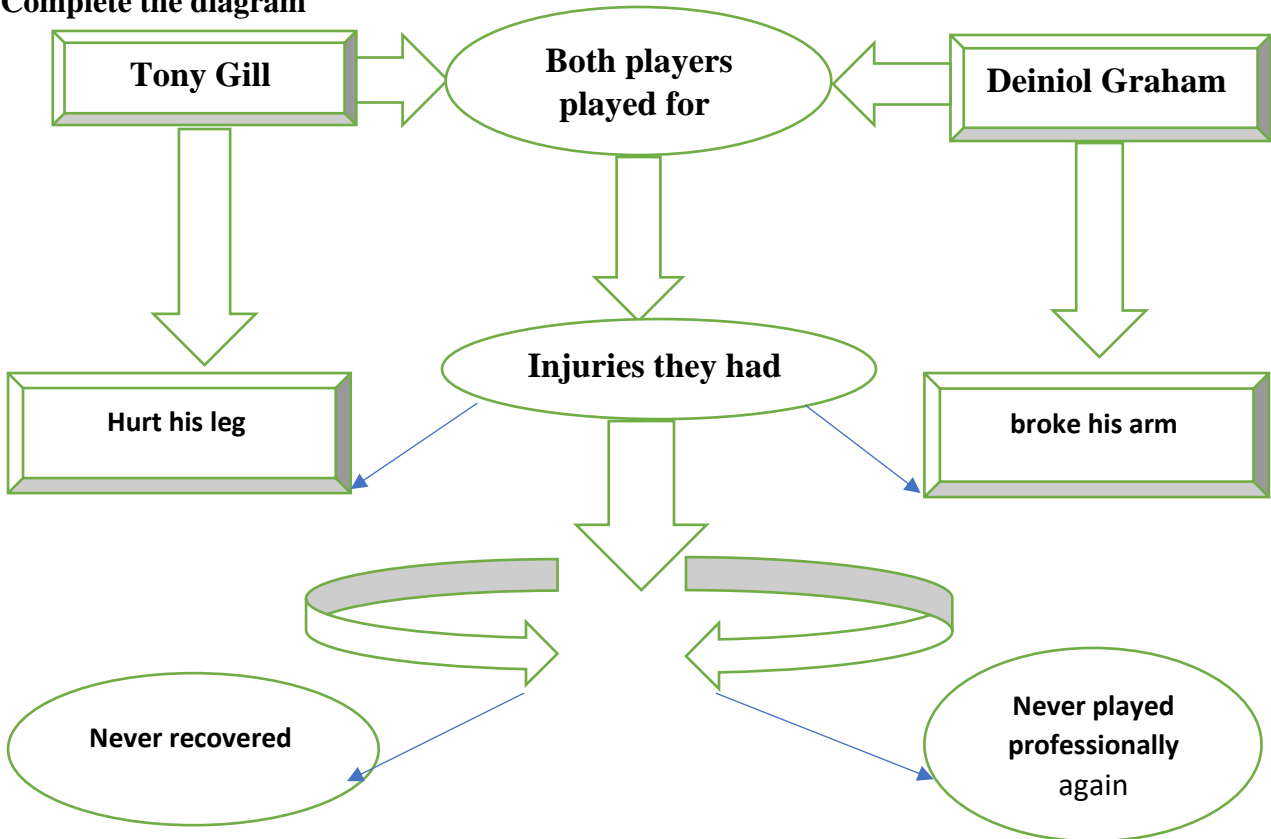 Complete the diagram
Tony Gill
Both players
played for
Deiniol Graham
Injuries they had
Hurt his leg
broke his arm
Never recovered
Never played
professionally
again